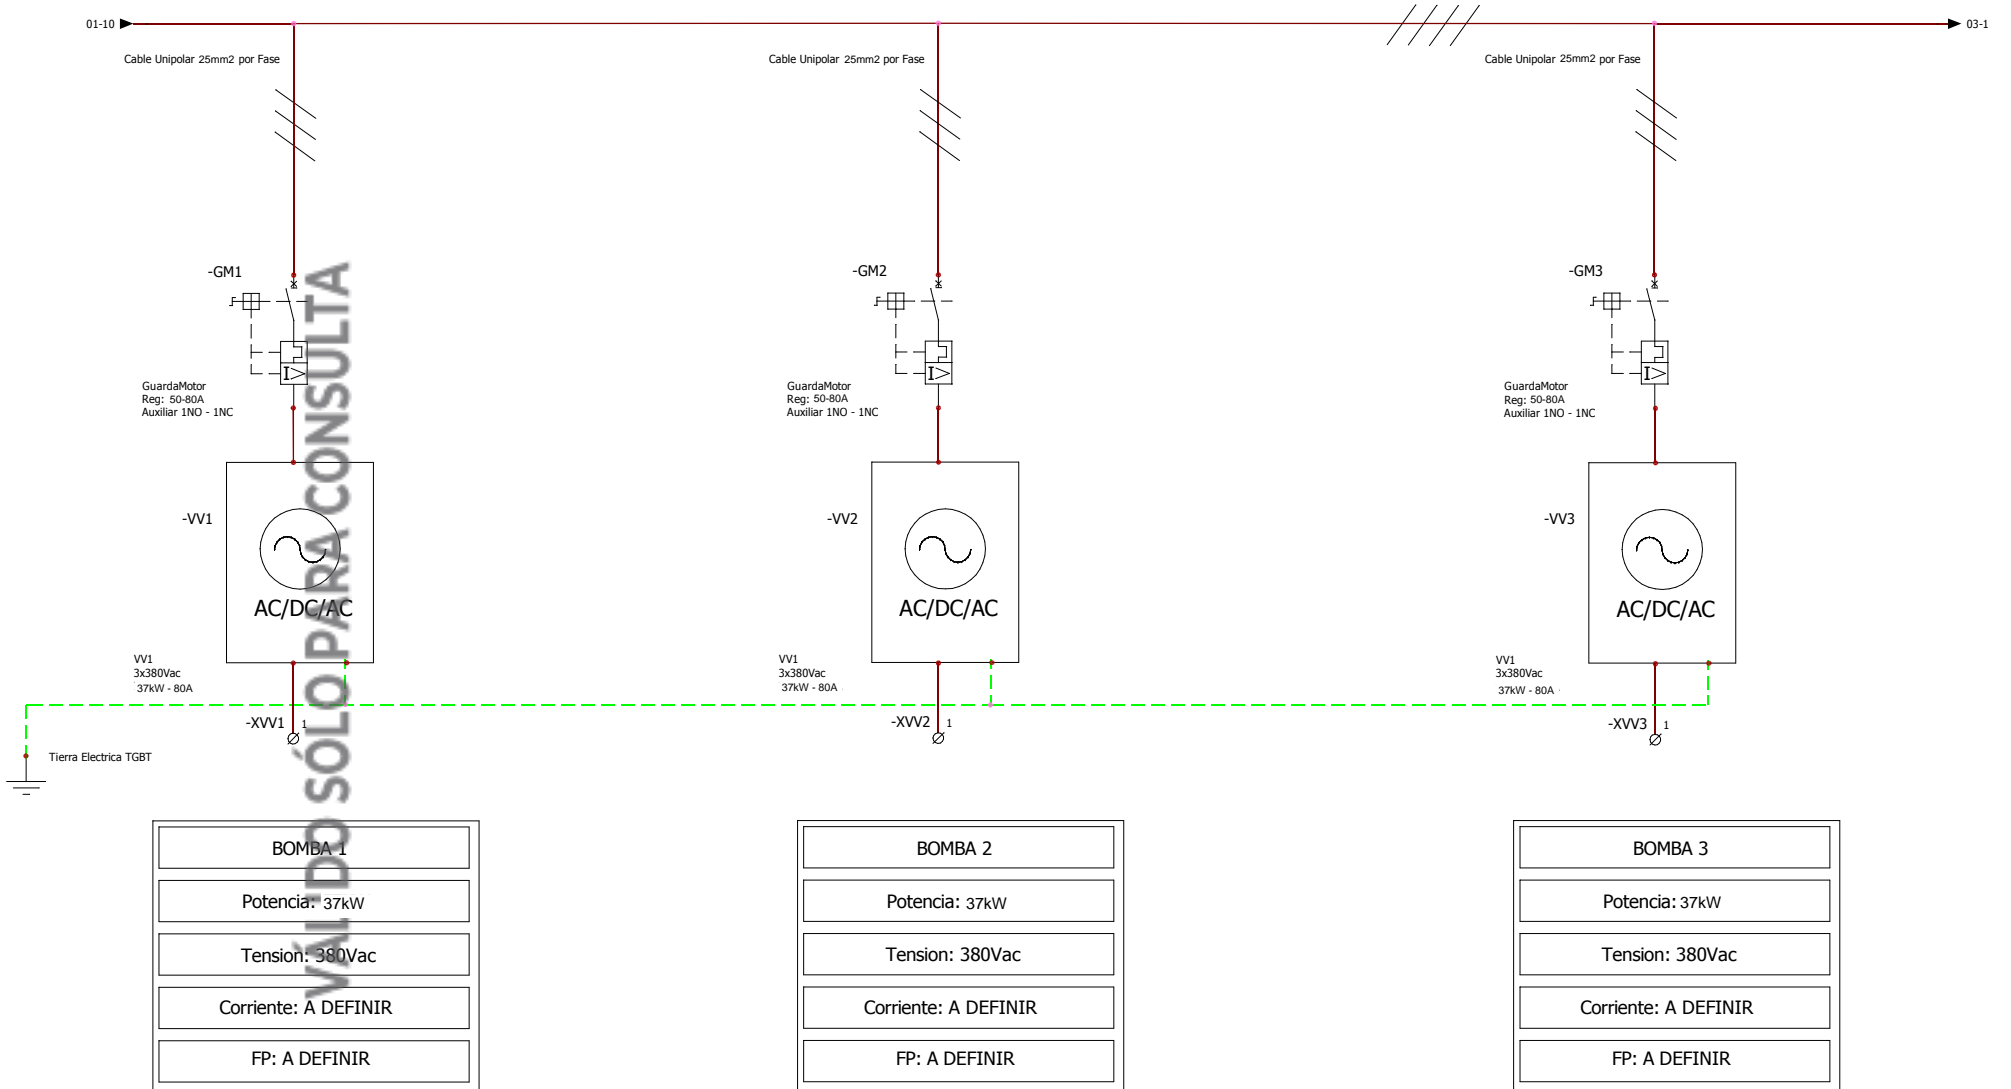 01-10
03-1
Cable Unipolar 25mm2 por Fase
Cable Unipolar 25mm2 por Fase
Cable Unipolar 25mm2 por Fase
-GM1
-GM2
-GM3
I>
I>
I>
GuardaMotor
Reg: 50-80A
Auxiliar 1NO - 1NC
GuardaMotor
Reg: 50-80A
Auxiliar 1NO - 1NC
GuardaMotor
Reg: 50-80A
Auxiliar 1NO - 1NC
-VV1
AC/DC/AC
-VV2
AC/DC/AC
-VV3
AC/DC/AC
VV1
3x380Vac
37kW - 80A
VV1
3x380Vac
37kW - 80A
VV1
3x380Vac
37kW - 80A
-XVV1 1
-XVV2 1
-XVV3 1
Tierra Electrica TGBT
VÁLIDO SÓLO PARA CONSULTA
BOMBA 1
Potencia: 37kW
Tension: 380Vac
Corriente: A DEFINIR
FP: A DEFINIR
BOMBA 2
Potencia: 37kW
Tension: 380Vac
Corriente: A DEFINIR
FP: A DEFINIR
BOMBA 3
Potencia: 37kW
Tension: 380Vac
Corriente: A DEFINIR
FP: A DEFINIR